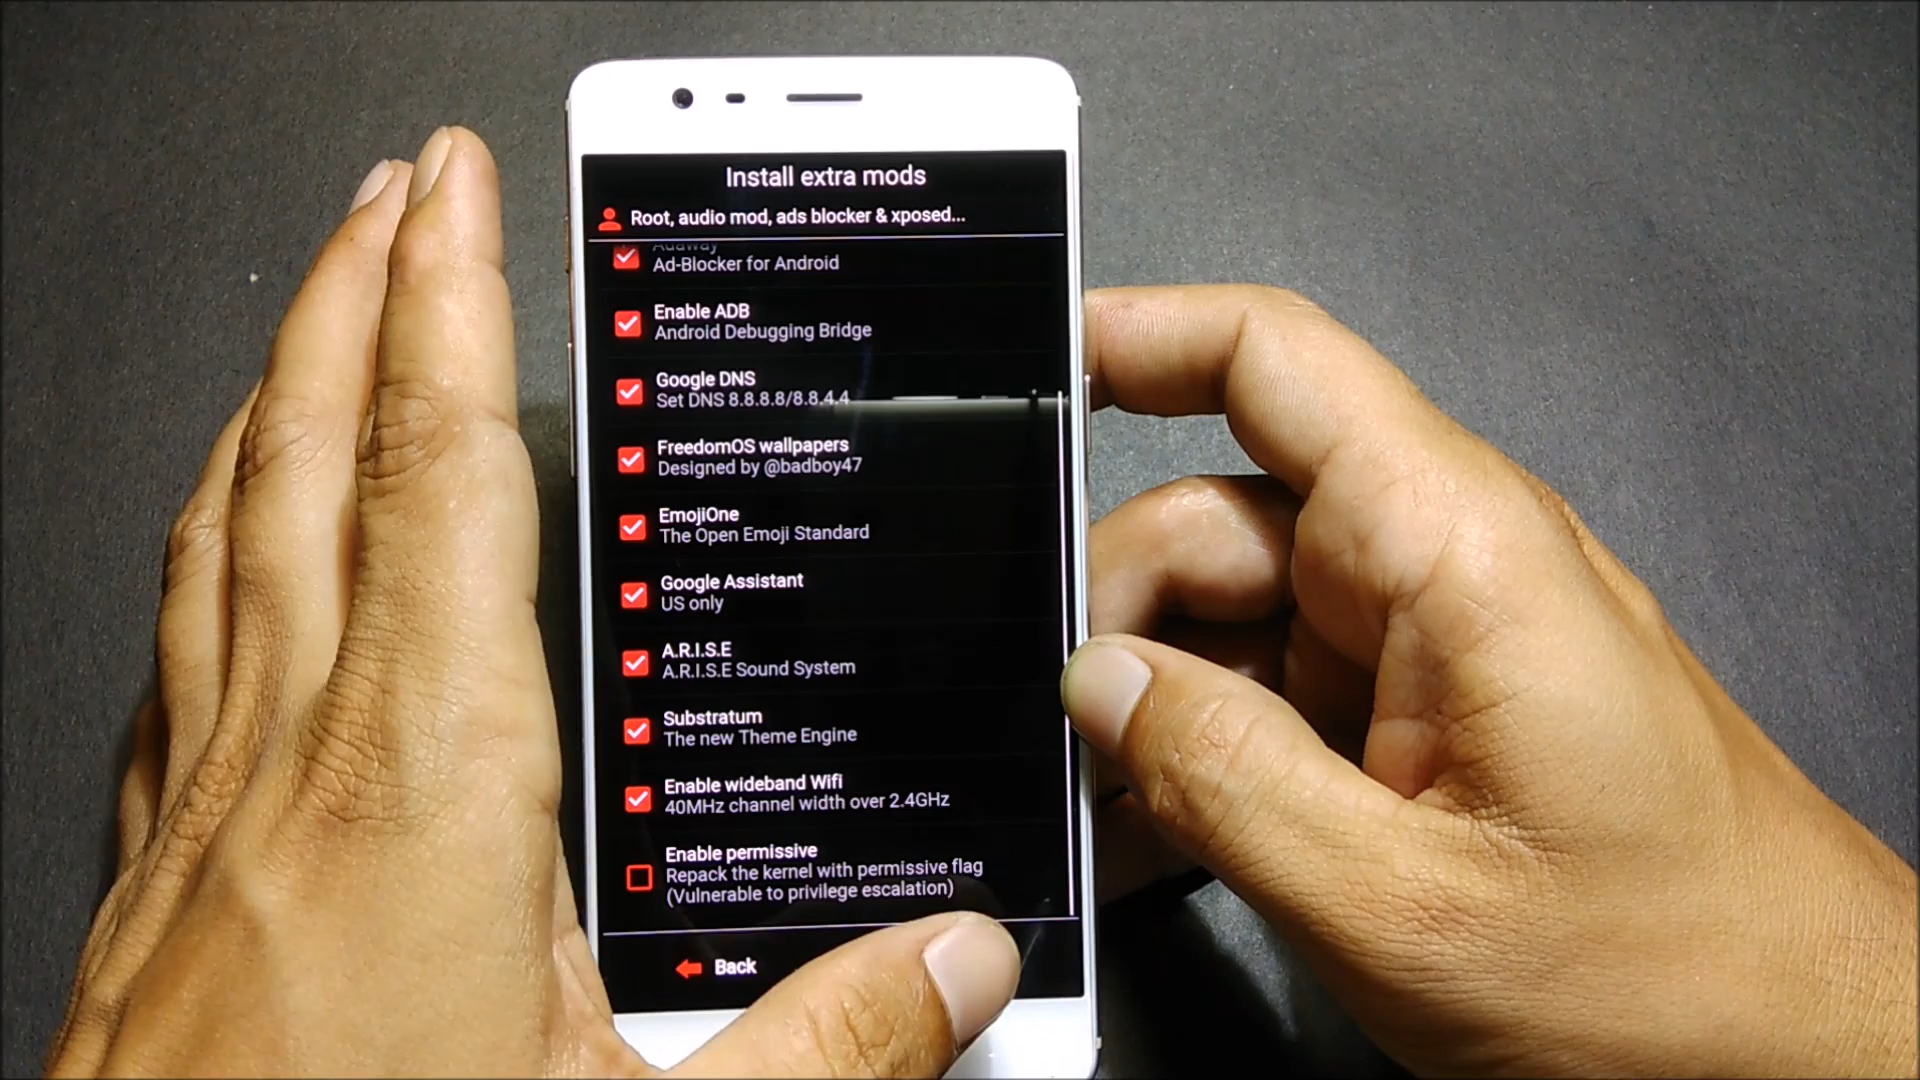 Install extra mods
Root, audio mod, ads blocker & xposed...
Adaway
Ad-Blocker for Android
Enable ADB
Android Debugging Bridge
Google DNS
Set DNS 8.8.8.8/8.8.4.4
FreedomOS wallpapers
Designed by @badboy47
EmojiOne
The Open Emoji Standard
Google Assistant
US only
A.R.I.S.E
A.R.I.S.E Sound System
Substratum
The new Theme Engine
Enable wideband Wifi
40MHz channel width over 2.4GHz
Enable permissive
Repack the kernel with permissive flag
(Vulnerable to privilege escalation)
Back